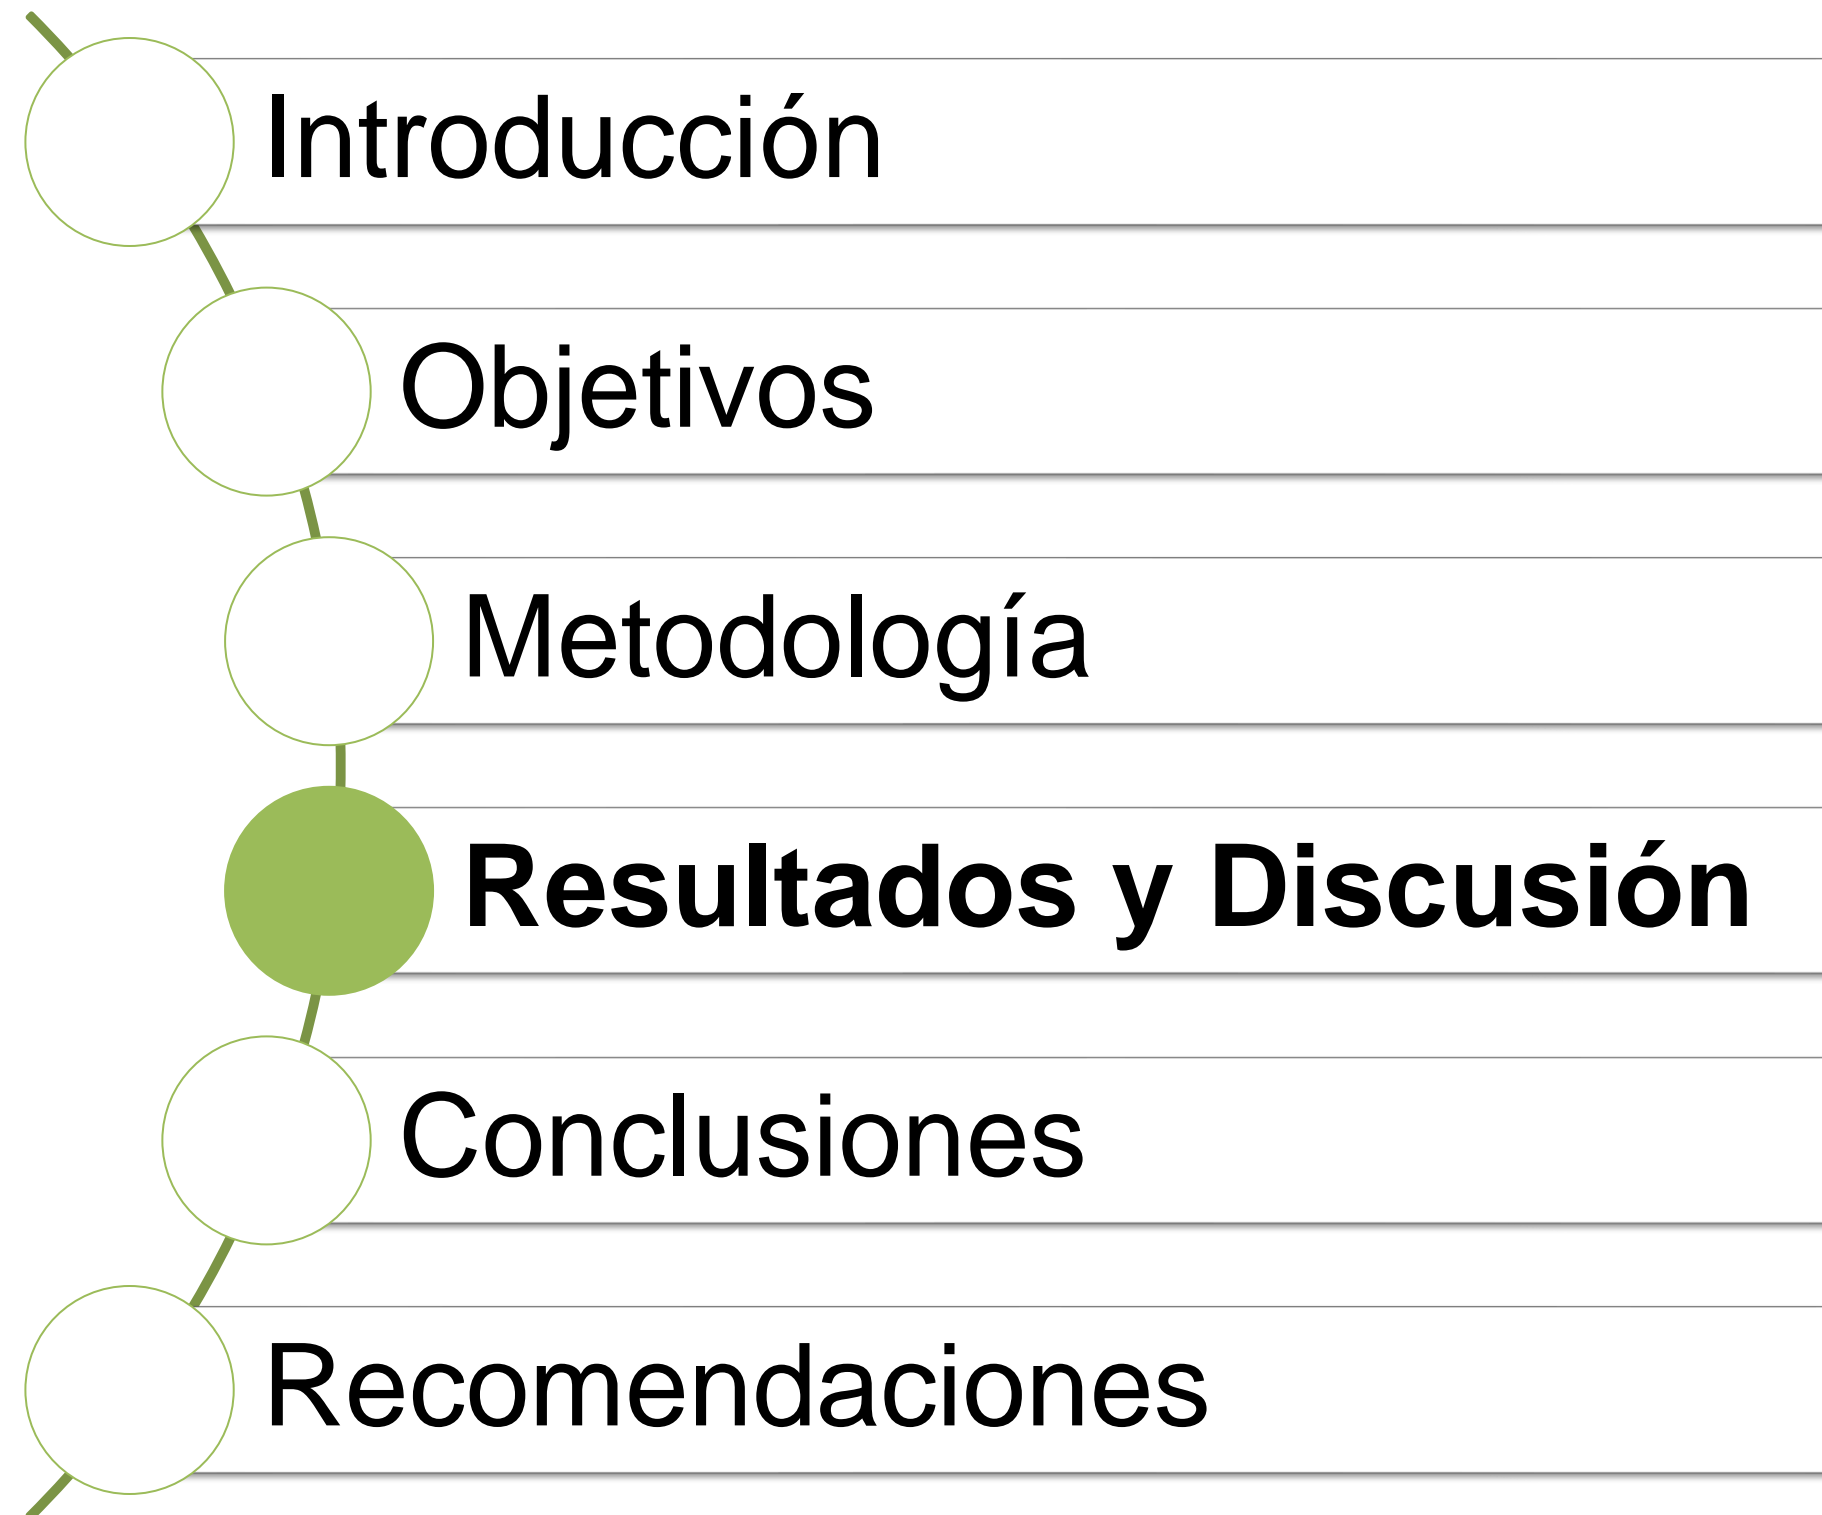 Introducción
Objetivos
Metodología
Resultados y Discusión
Conclusiones
Recomendaciones